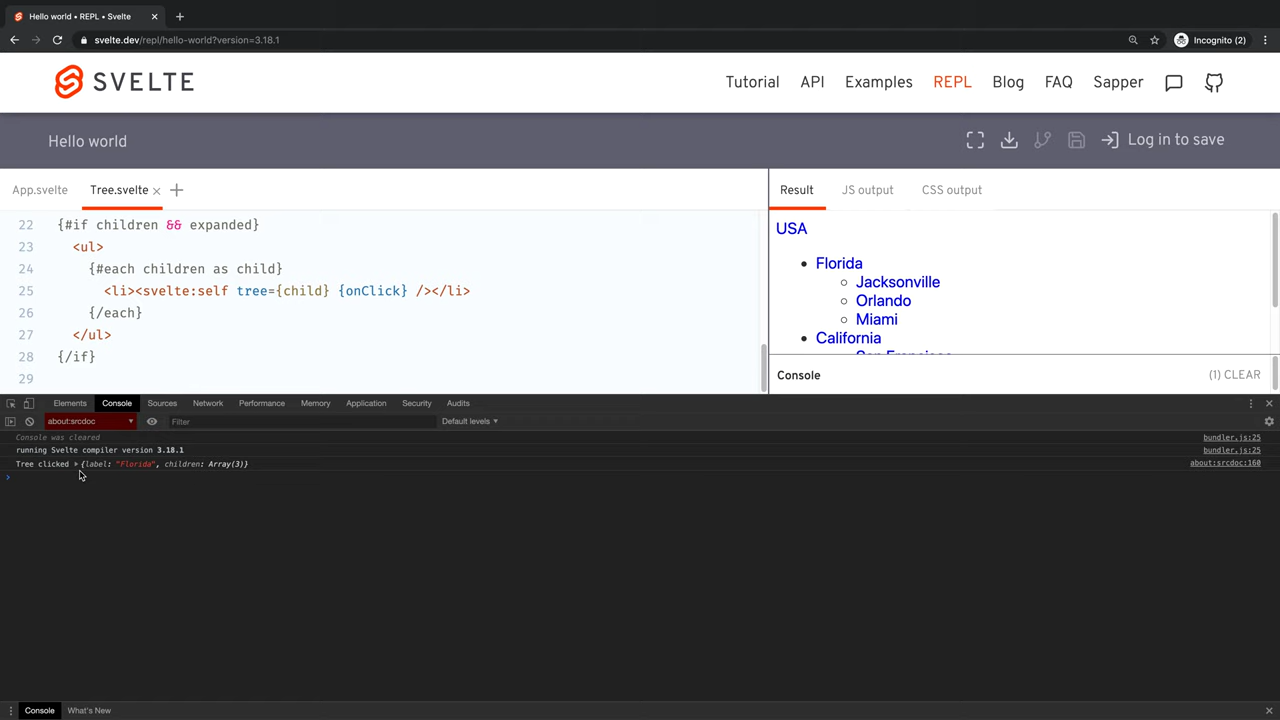 Hello world • REPL • Svelte
svelte.dev/repl/hello-world?version=3.18.1
Incognito (2)
SVELTE
Tutorial API Examples REPL Blog FAQ Sapper
Hello world
Log in to save
App.svelte Tree.svelte
Result JS output CSS output
22 {#if children && expanded}
23 <ul>
24 {#each children as child}
25 <li><svelte:self tree={child} {onClick} /></li>
26 {/each}
27 </ul>
28 {/if}
29
USA
Florida
Jacksonville
Orlando
Miami
California
San Francisco
Console
(1) CLEAR
Elements Console Sources Network Performance Memory Application Security Audits
about:srcdoc Filter Default levels
Console was cleared bundler.js:25
running Svelte compiler version 3.18.1 bundler.js:25
Tree clicked {label: "Florida", children: Array(3)} about:srcdoc:160
Console What's New